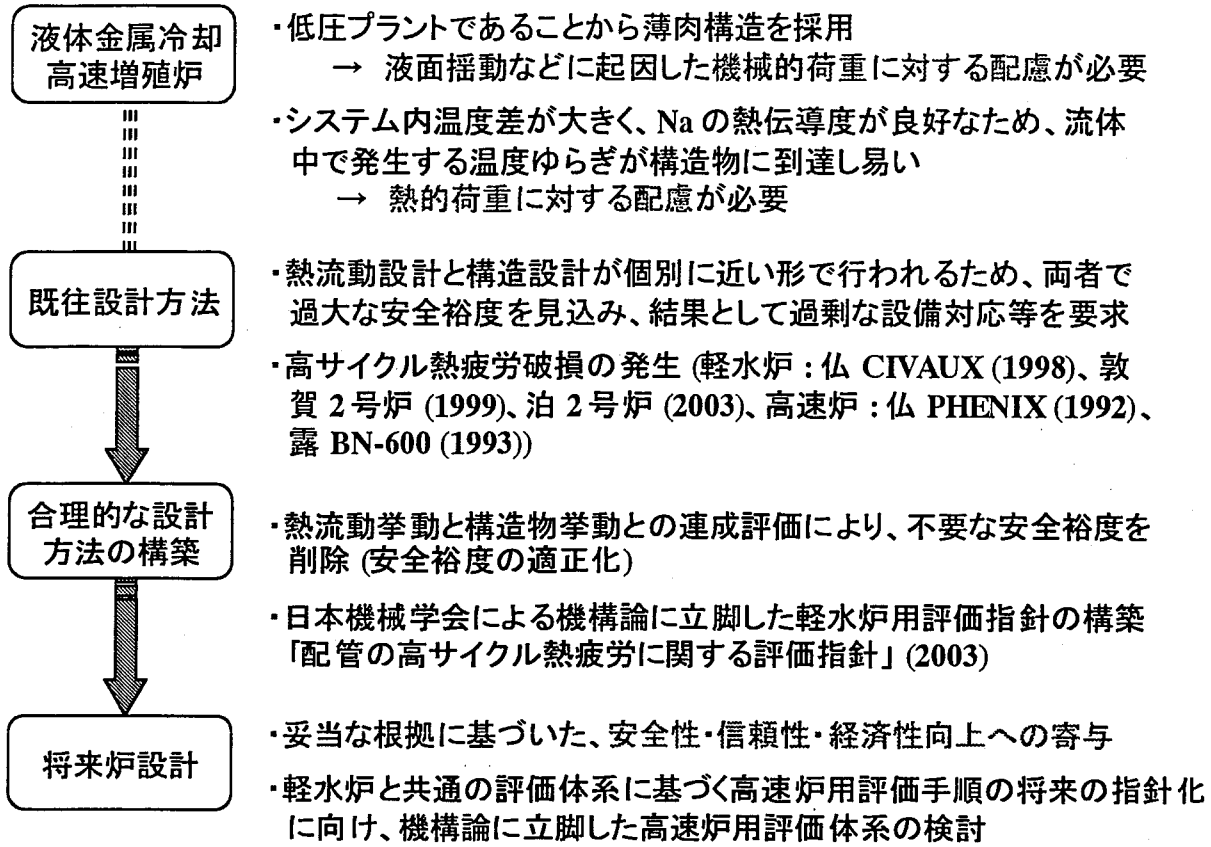 液体金属冷却
高速増殖炉
・低圧プラントであることから薄肉構造を採用
→ 液面揺動などに起因した機械的荷重に対する配慮が必要
・システム内温度差が大きく、Na の熱伝導度が良好なため、流体
中で発生する温度ゆらぎが構造物に到達し易い
→ 熱的荷重に対する配慮が必要
既往設計方法
・熱流動設計と構造設計が個別に近い形で行われるため、両者で
過大な安全裕度を見込み、結果として過剰な設備対応等を要求
・高サイクル熱疲労破損の発生 (軽水炉 : 仏 CIVAUX (1998)、敦
賀 2 号炉 (1999)、泊 2 号炉 (2003)、高速炉 : 仏 PHENIX (1992)、
露 BN-600 (1993))
合理的な設計
方法の構築
・熱流動挙動と構造物挙動との連成評価により、不要な安全裕度を
削除 (安全裕度の適正化)
・日本機械学会による機構論に立脚した軽水炉用評価指針の構築
「配管の高サイクル熱疲労に関する評価指針」 (2003)
将来炉設計
・妥当な根拠に基づいた、安全性・信頼性・経済性向上への寄与
・軽水炉と共通の評価体系に基づく高速炉用評価手順の将来の指針化
に向け、機構論に立脚した高速炉用評価体系の検討